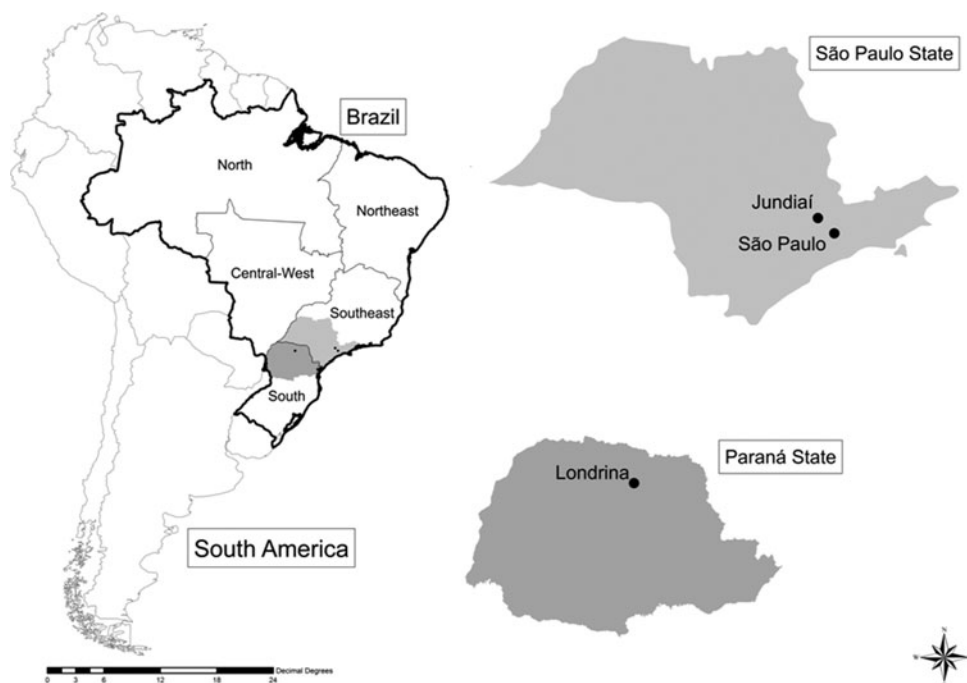 São Paulo State
Brazil
North
Northeast
Jundiaí
São Paulo
Central-West
Southeast
South
Paraná State
Londrina
South America
Decimal Degrees
0 3 6 12 18 24
N
W E
S